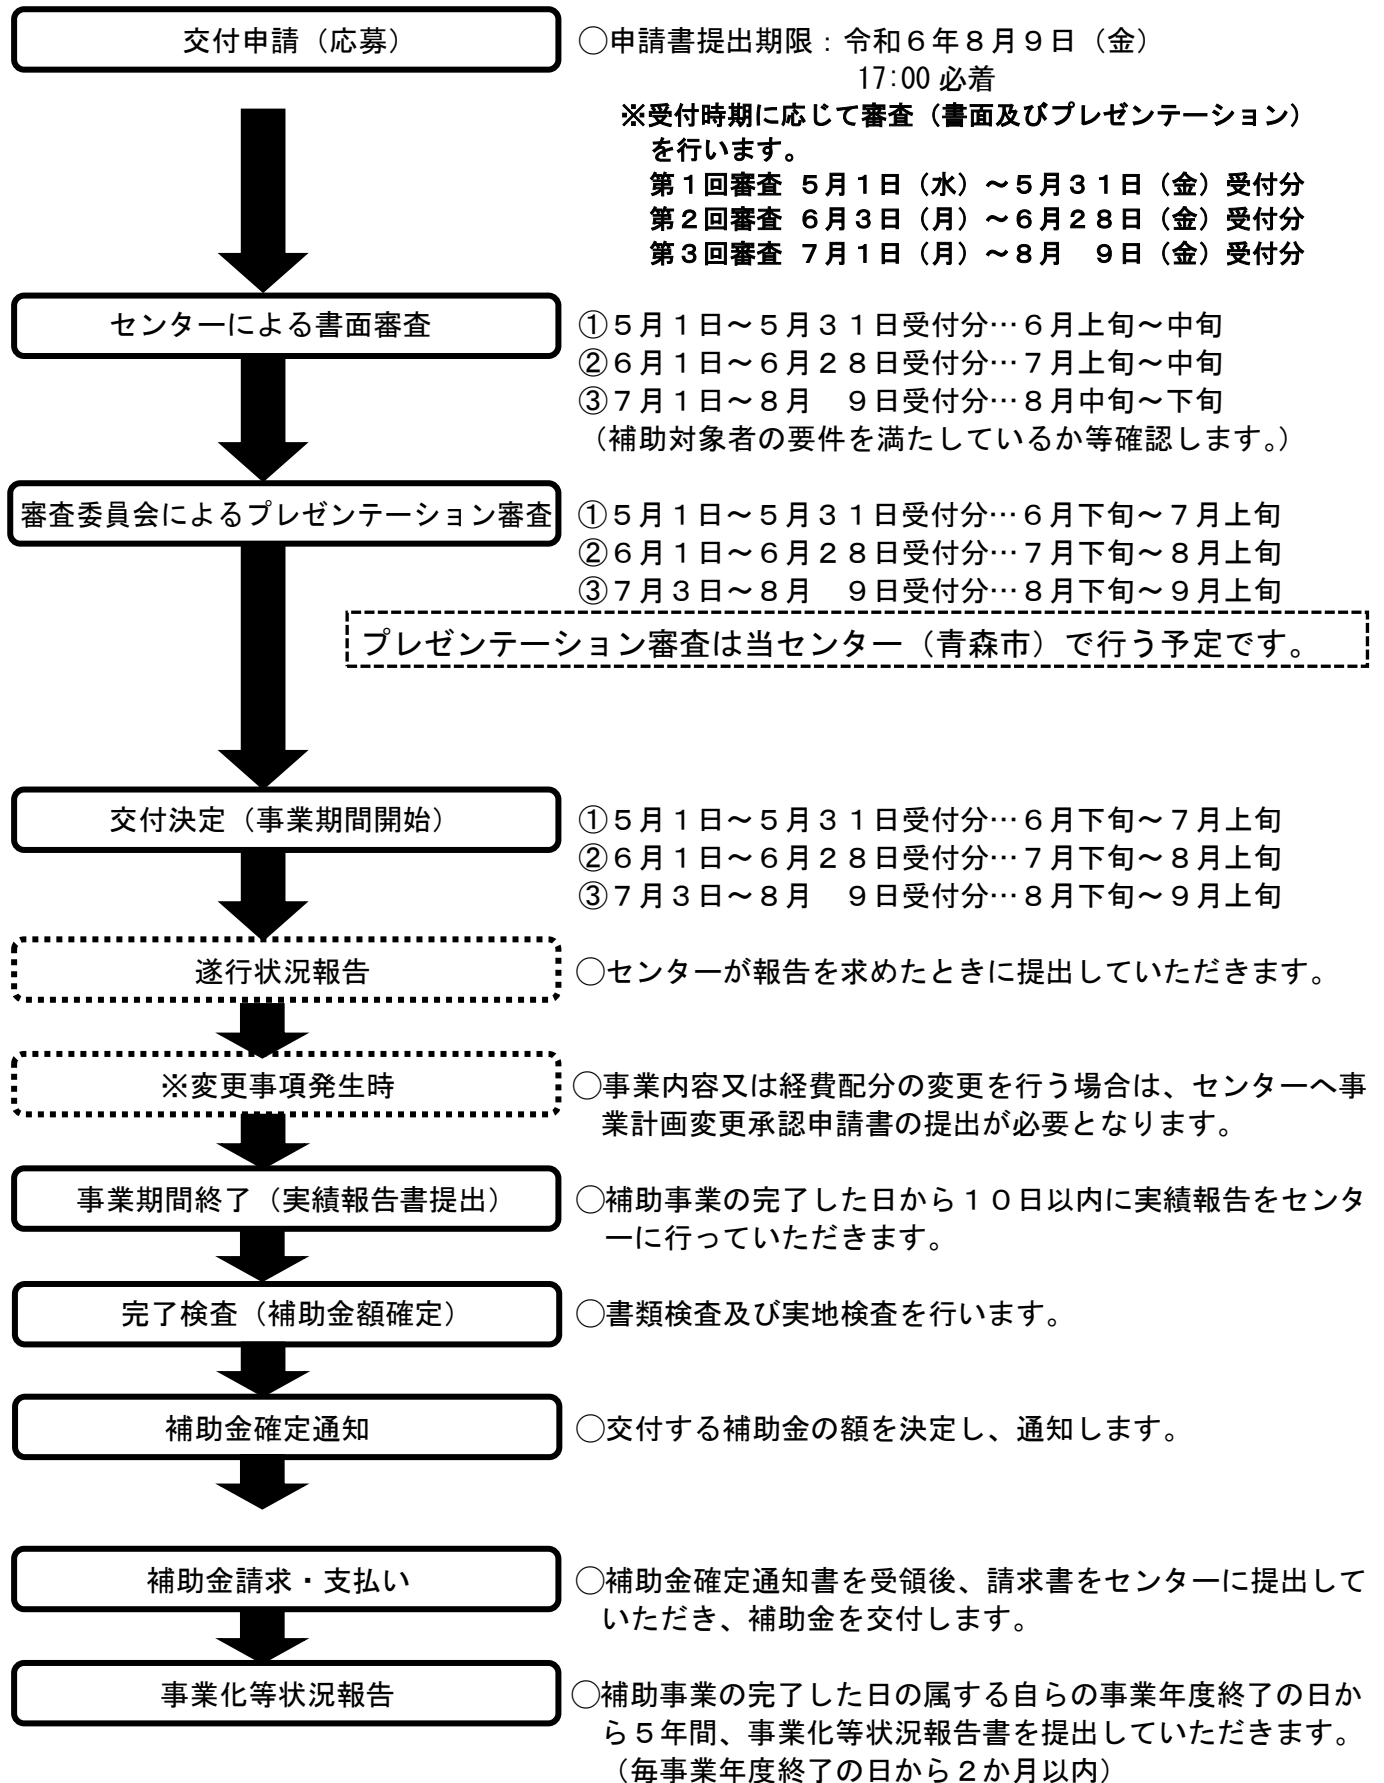 交付申請（応募）
○申請書提出期限：令和６年８月９日（金）
17:00 必着
※受付時期に応じて審査（書面及びプレゼンテーション）
を行います。
第１回審査 ５月１日（水）～５月３１日（金）受付分
第２回審査 ６月３日（月）～６月２８日（金）受付分
第３回審査 ７月１日（月）～８月　９日（金）受付分
センターによる書面審査
①５月１日～５月３１日受付分…６月上旬～中旬
②６月１日～６月２８日受付分…７月上旬～中旬
③７月１日～８月　９日受付分…８月中旬～下旬
（補助対象者の要件を満たしているか等確認します。）
審査委員会によるプレゼンテーション審査
①５月１日～５月３１日受付分…６月下旬～７月上旬
②６月１日～６月２８日受付分…７月下旬～８月上旬
③７月３日～８月　９日受付分…８月下旬～９月上旬
プレゼンテーション審査は当センター（青森市）で行う予定です。
交付決定（事業期間開始）
①５月１日～５月３１日受付分…６月下旬～７月上旬
②６月１日～６月２８日受付分…７月下旬～８月上旬
③７月３日～８月　９日受付分…８月下旬～９月上旬
遂行状況報告
○センターが報告を求めたときに提出していただきます。
※変更事項発生時
○事業内容又は経費配分の変更を行う場合は、センターへ事
業計画変更承認申請書の提出が必要となります。
事業期間終了（実績報告書提出）
○補助事業の完了した日から１０日以内に実績報告をセンタ
ーに行っていただきます。
完了検査（補助金額確定）
○書類検査及び実地検査を行います。
補助金確定通知
○交付する補助金の額を決定し、通知します。
補助金請求・支払い
○補助金確定通知書を受領後、請求書をセンターに提出して
いただき、補助金を交付します。
事業化等状況報告
○補助事業の完了した日の属する自らの事業年度終了の日か
ら５年間、事業化等状況報告書を提出していただきます。
（毎事業年度終了の日から２か月以内）